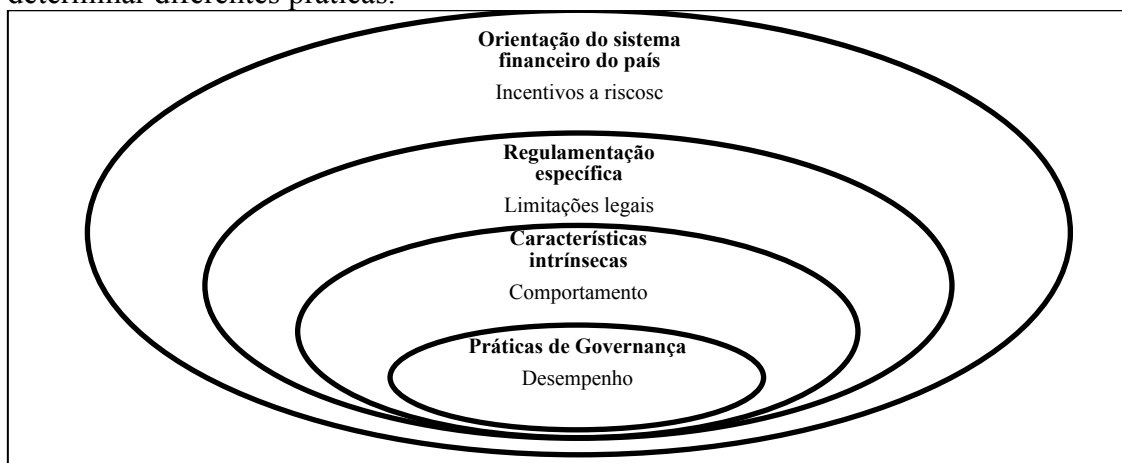 determinar diferentes práticas.
Orientação do sistema
financeiro do país
Incentivos a riscosc
Regulamentação
específica
Limitações legais
Características
intrínsecas
Comportamento
Práticas de Governança
Desempenho